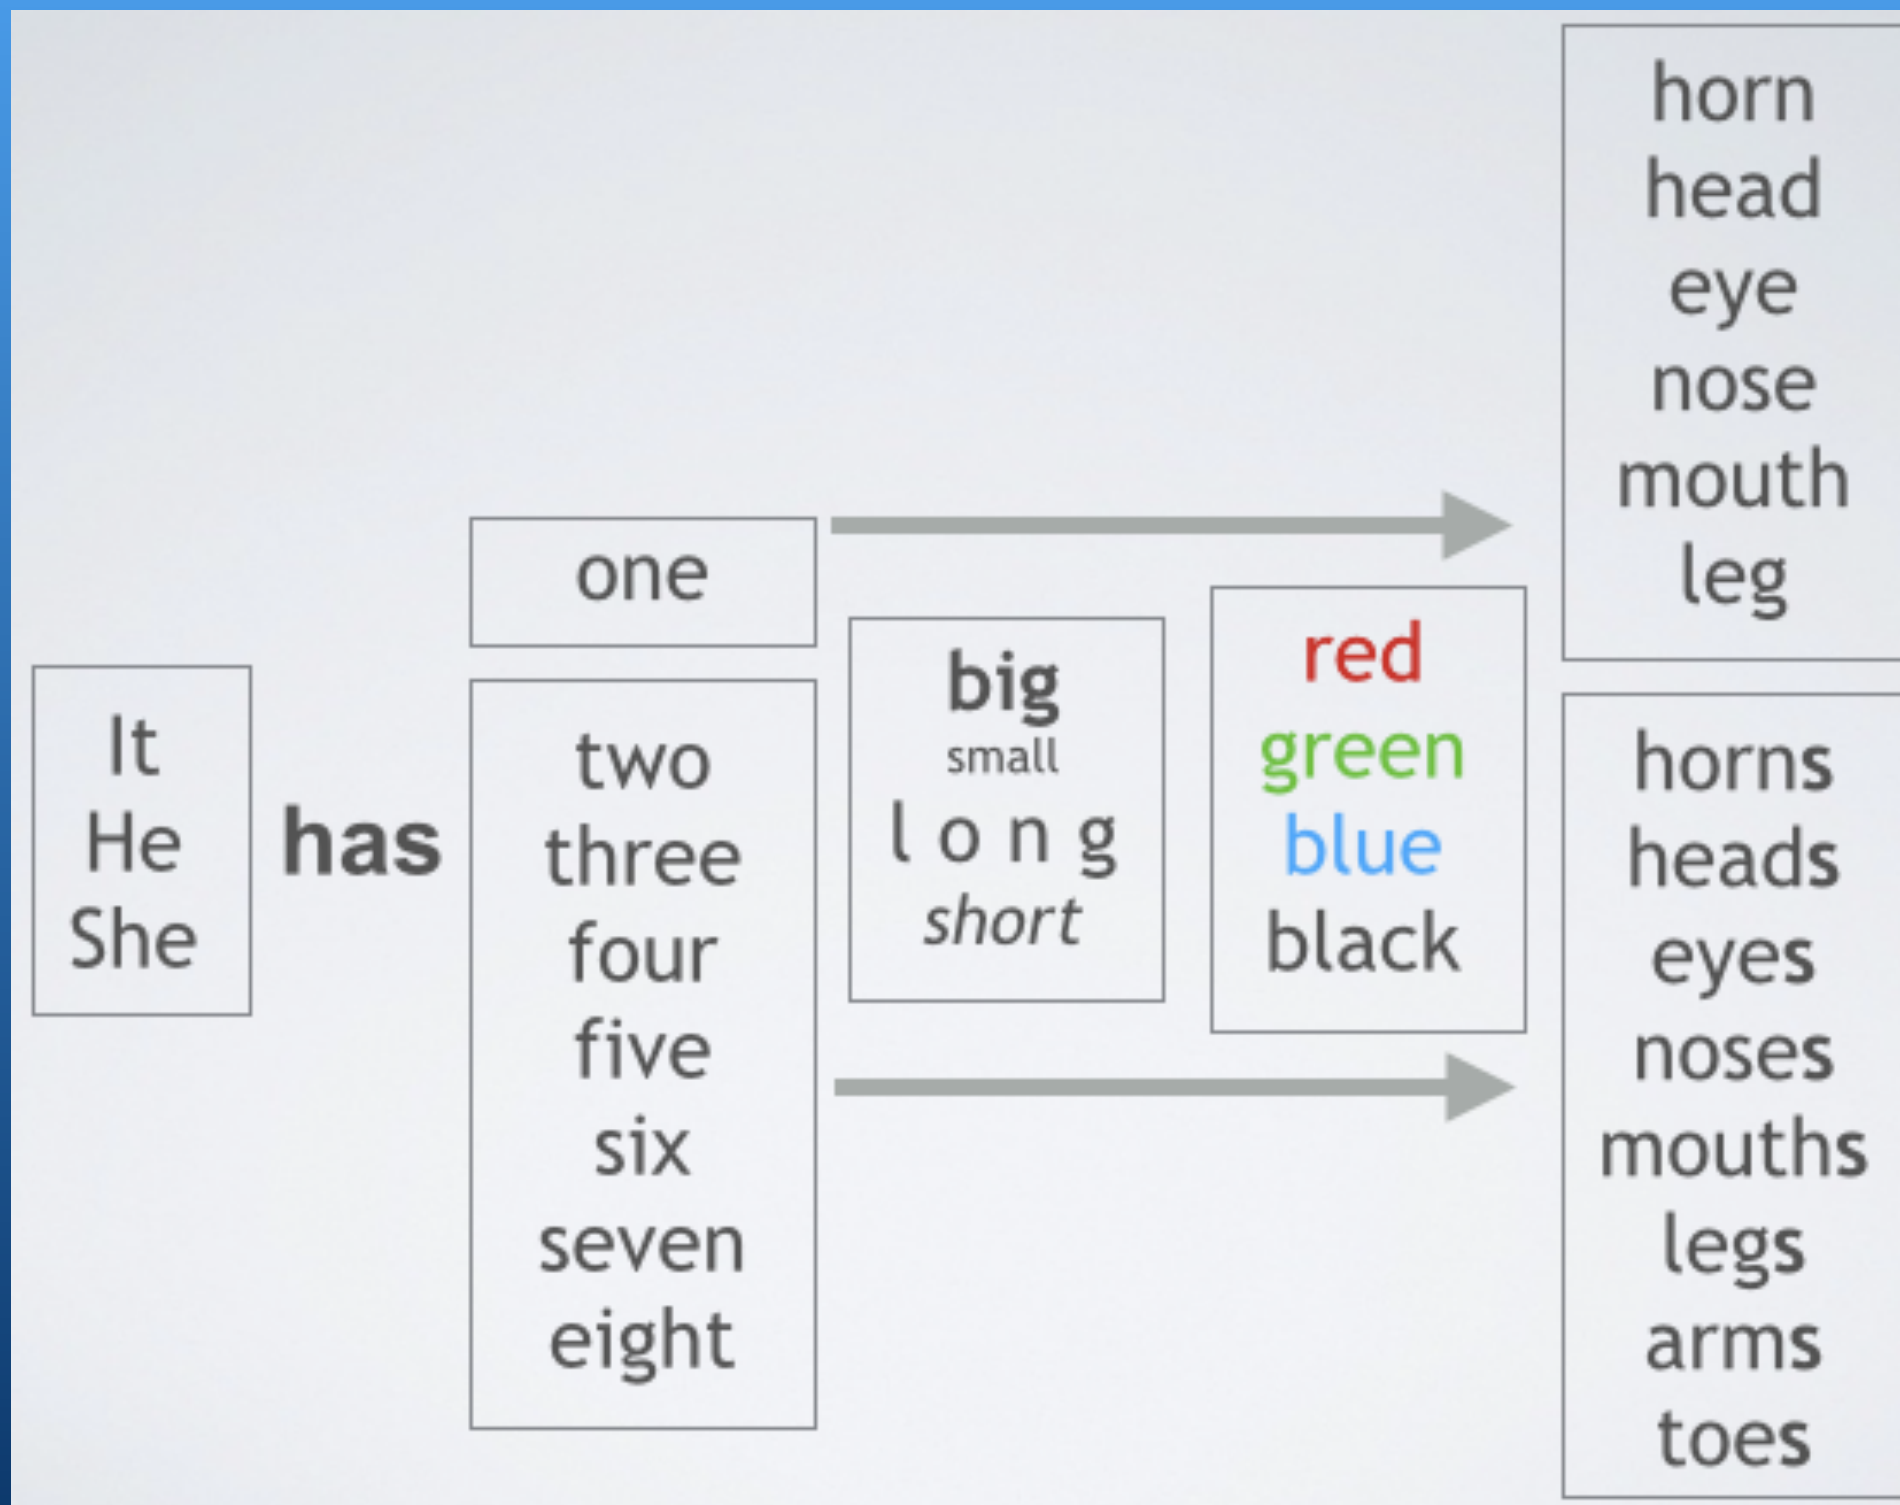 It
He
She
has
one
two
three
four
five
six
seven
eight
big
small
long
short
red
green
blue
black
horn
head
eye
nose
mouth
leg
horns
heads
eyes
noses
mouths
legs
arms
toes